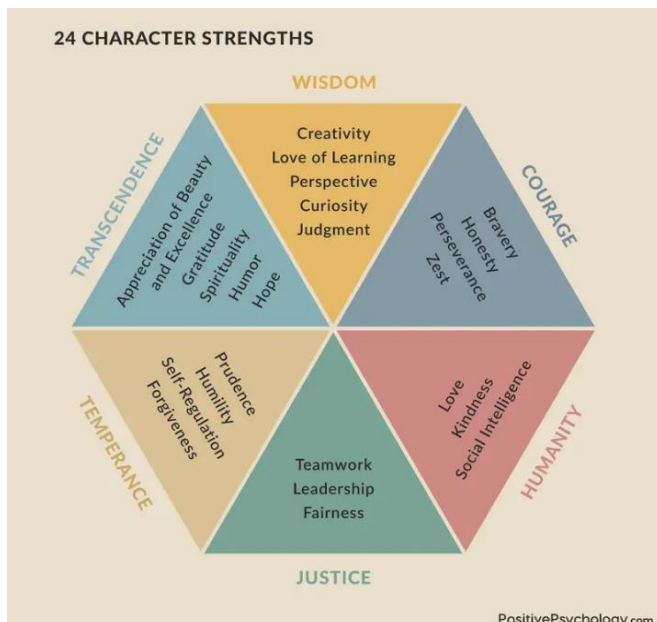 24 CHARACTER STRENGTHS
WISDOM
Creativity
Love of Learning
Perspective
Curiosity
Judgment
COURAGE
Bravery
Honesty
Perseverance
Zest
HUMANITY
Love
Kindness
Social Intelligence
JUSTICE
Teamwork
Leadership
Fairness
TEMPERANCE
Prudence
Humility
Self-Regulation
Forgiveness
TRANSCENDENCE
Appreciation of Beauty
and Excellence
Gratitude
Spirituality
Humor
Hope
PositivePsychology.com